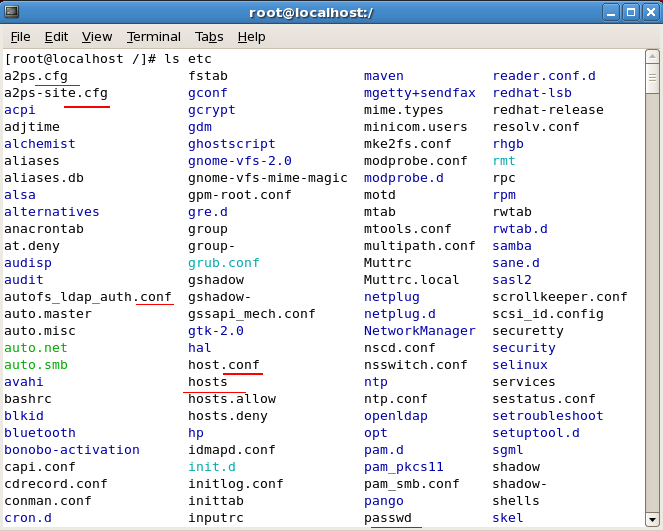 root@localhost:/
File Edit View Terminal Tabs Help
[root@localhost /]# ls etc
a2ps.cfg fstab maven reader.conf.d
a2ps-site.cfg gconf mgetty+sendfax redhat-lsb
acpi gcrypt mime.types redhat-release
adjtime gdm minicom.users resolv.conf
alchemist ghostscript mke2fs.conf rhgb
aliases gnome-vfs-2.0 modprobe.conf rmt
aliases.db gnome-vfs-mime-magic modprobe.d rpc
alsa gpm-root.conf motd rpm
alternatives gre.d mtab rwtab
anacrontab group mtools.conf rwtab.d
at.deny group- multipath.conf samba
audisp grub.conf Muttrc sane.d
audit gshadow Muttrc.local sasl2
autofs_ldap_auth.conf gshadow- netplug scrollkeeper.conf
auto.master gssapi_mech.conf netplug.d scsi_id.config
auto.misc gtk-2.0 NetworkManager securetty
auto.net hal nscd.conf security
auto.smb host.conf nsswitch.conf selinux
avahi hosts ntp services
bashrc hosts.allow ntp.conf sestatus.conf
blkid hosts.deny openldap setroubleshoot
bluetooth hp opt setuptool.d
bonobo-activation idmapd.conf pam.d sgml
capi.conf init.d pam_pkcs11 shadow
cdrecord.conf initlog.conf pam_smb.conf shadow-
conman.conf inittab pango shells
cron.d inputrc passwd skel